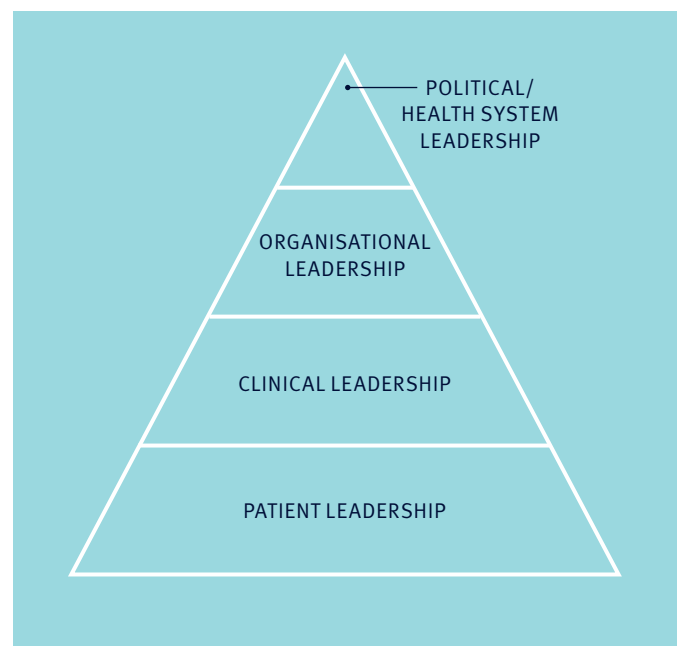 POLITICAL/
HEALTH SYSTEM
LEADERSHIP
ORGANISATIONAL
LEADERSHIP
CLINICAL LEADERSHIP
PATIENT LEADERSHIP